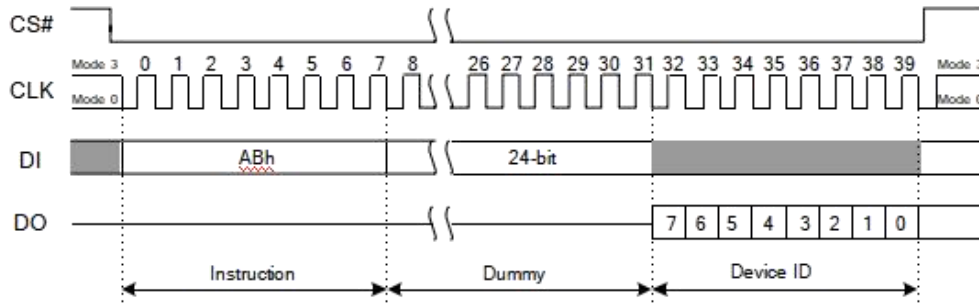 CS#
Mode 3 0 1 2 3 4 5 6 7 8 26 27 28 29 30 31 32 33 34 35 36 37 38 39 Mode
CLK
Mode 0 Mode
DI ABh 24-bit
DO 7 6 5 4 3 2 1 0
Instruction Dummy Device ID